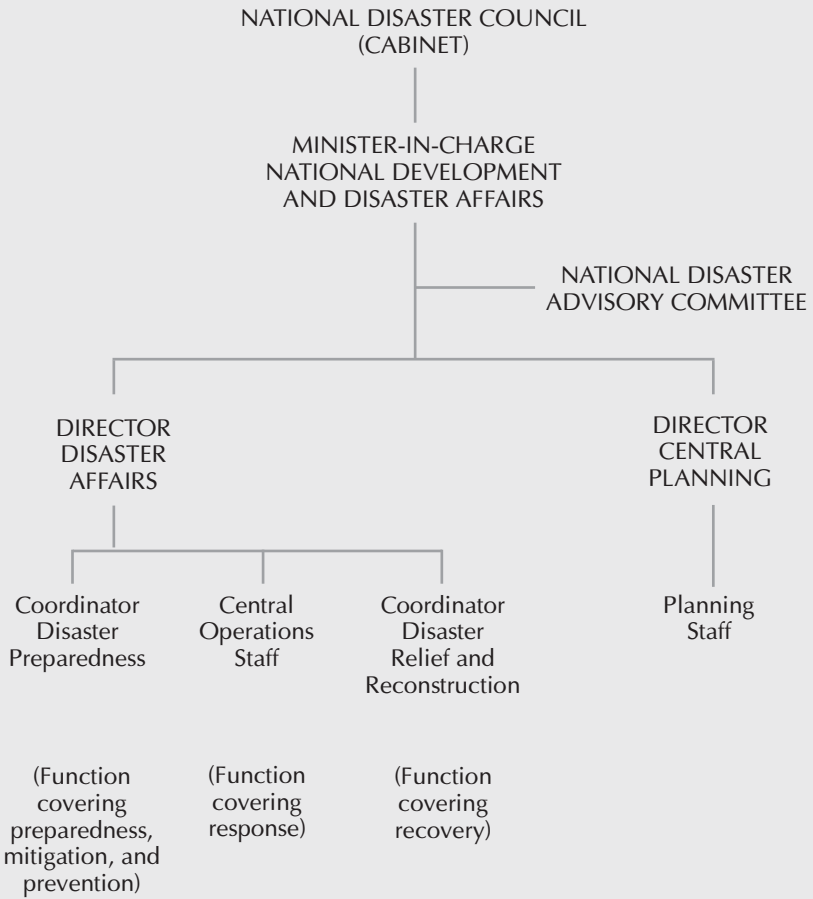 NATIONAL DISASTER COUNCIL
(CABINET)
MINISTER-IN-CHARGE
NATIONAL DEVELOPMENT
AND DISASTER AFFAIRS
NATIONAL DISASTER
ADVISORY COMMITTEE
DIRECTOR
DISASTER
AFFAIRS
DIRECTOR
CENTRAL
PLANNING
Coordinator
Disaster
Preparedness
Central
Operations
Staff
Coordinator
Disaster
Relief and
Reconstruction
Planning
Staff
(Function
covering
preparedness,
mitigation, and
prevention)
(Function
covering
response)
(Function
covering
recovery)